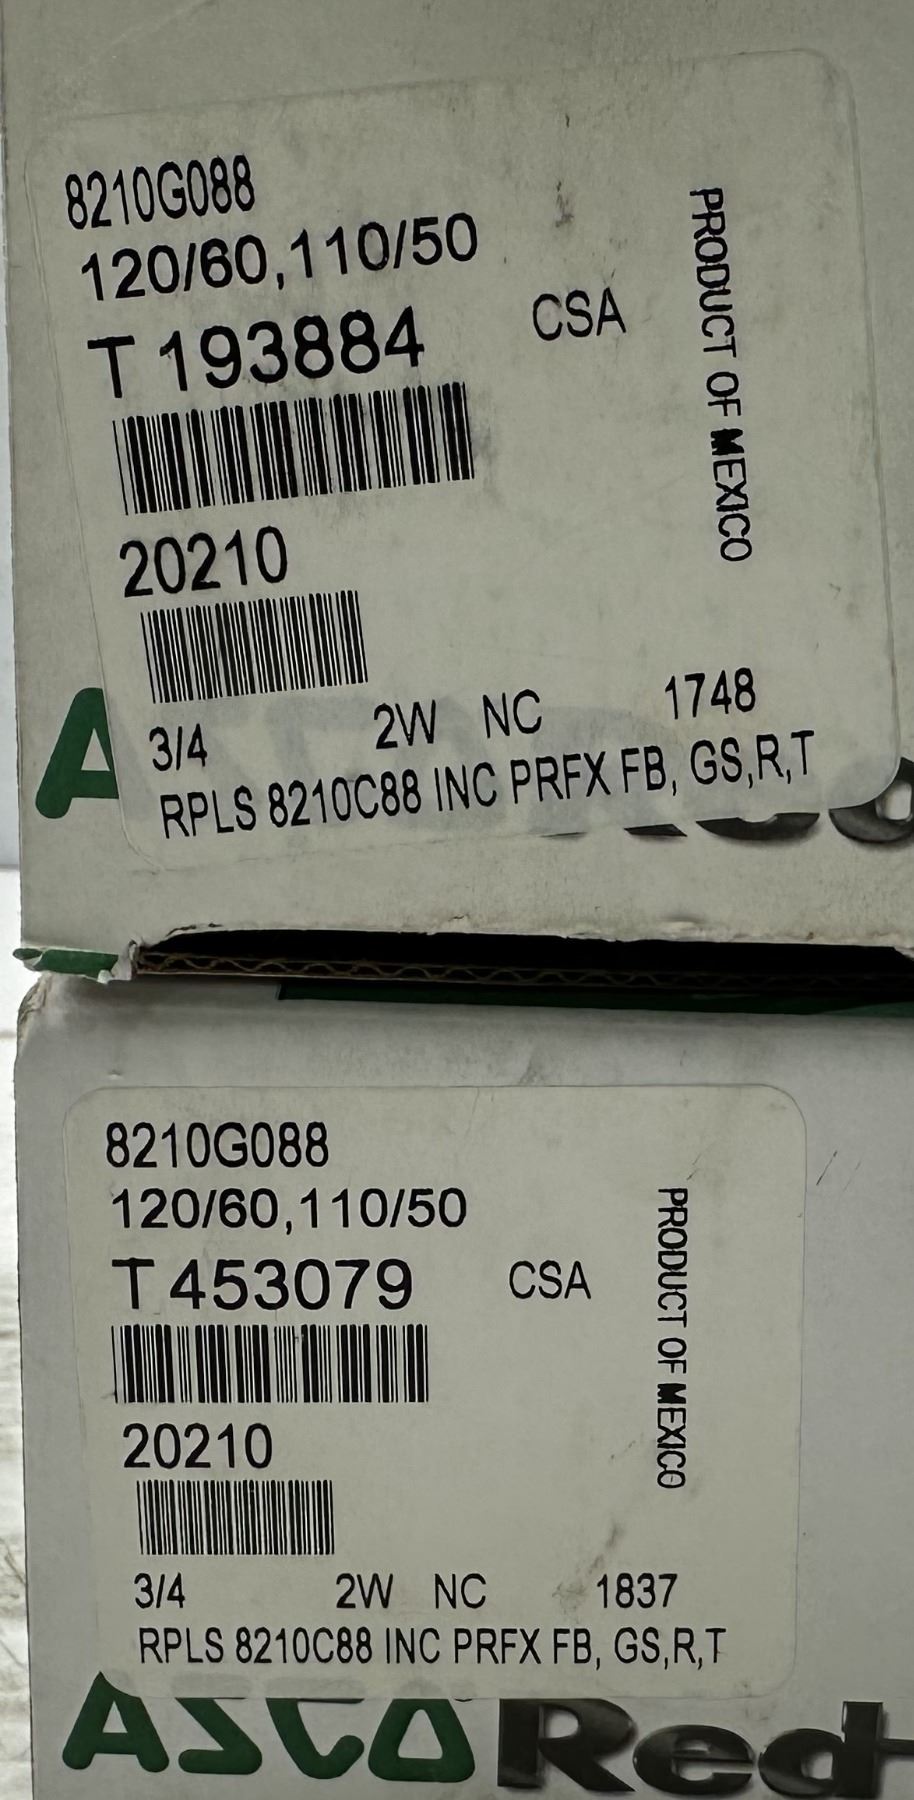 8210G088
120/60,110/50
T 193884 CSA
PRODUCT OF MEXICO
20210
3/4 2W NC 1748
RPLS 8210C88 INC PRFX FB, GS,R,T
8210G088
120/60,110/50
T 453079 CSA
PRODUCT OF MEXICO
20210
3/4 2W NC 1837
RPLS 8210C88 INC PRFX FB, GS,R,T
ASCO Red